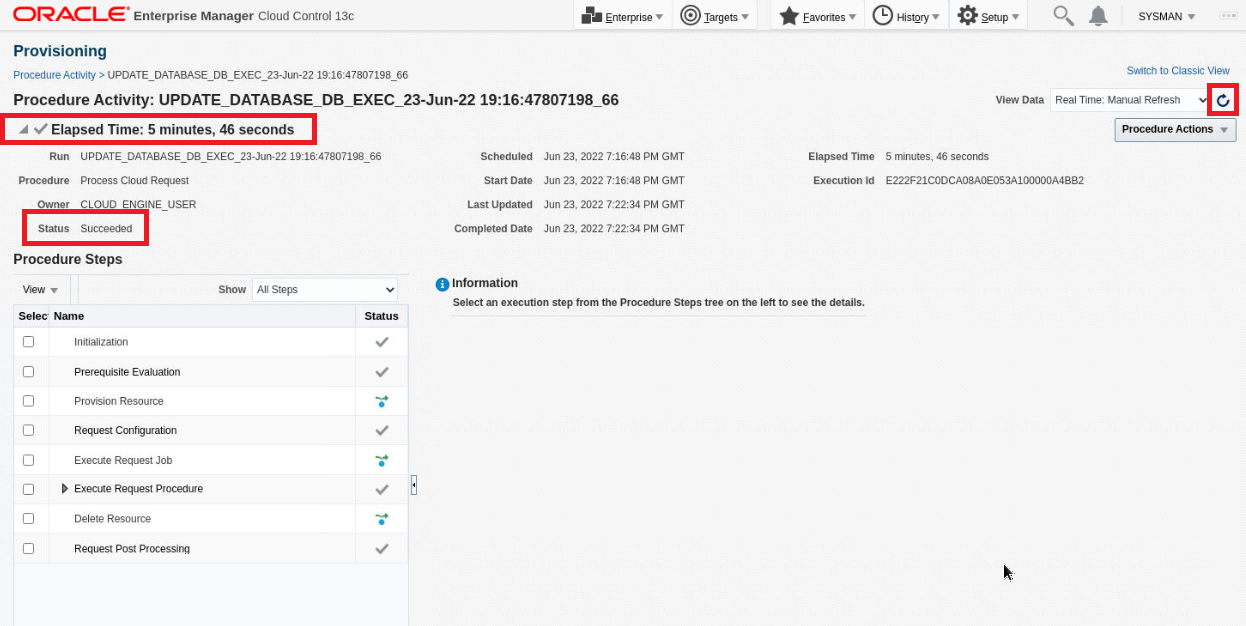 ORACLE Enterprise Manager Cloud Control 13c Enterprise Targets Favorites History Setup SYSMAN
Provisioning
Procedure Activity > UPDATE_DATABASE_DB_EXEC_23-Jun-22 19:16:47807198_66
Switch to Classic View
Procedure Activity: UPDATE_DATABASE_DB_EXEC_23-Jun-22 19:16:47807198_66
View Data Real Time: Manual Refresh
Elapsed Time: 5 minutes, 46 seconds
Procedure Actions
Run UPDATE_DATABASE_DB_EXEC_23-Jun-22 19:16:47807198_66 Scheduled Jun 23, 2022 7:16:48 PM GMT Elapsed Time 5 minutes, 46 seconds
Procedure Process Cloud Request Start Date Jun 23, 2022 7:16:48 PM GMT Execution Id E222F21C0DCA08A0E053A100000A4BB2
Owner CLOUD_ENGINE_USER Last Updated Jun 23, 2022 7:22:34 PM GMT
Status Succeeded Completed Date Jun 23, 2022 7:22:34 PM GMT
Procedure Steps
View Show All Steps
Information
Select an execution step from the Procedure Steps tree on the left to see the details.
Selec Name Status
Initialization
Prerequisite Evaluation
Provision Resource
Request Configuration
Execute Request Job
Execute Request Procedure
Delete Resource
Request Post Processing